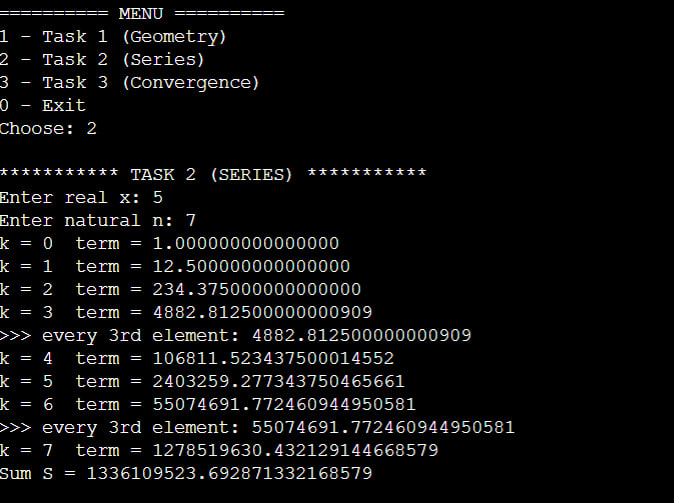 ========== MENU ==========
1 - Task 1 (Geometry)
2 - Task 2 (Series)
3 - Task 3 (Convergence)
0 - Exit
Choose: 2
*********** TASK 2 (SERIES) ***********
Enter real x: 5
Enter natural n: 7
k = 0  term = 1.000000000000000
k = 1  term = 12.500000000000000
k = 2  term = 234.375000000000000
k = 3  term = 4882.812500000000909
>>> every 3rd element: 4882.812500000000909
k = 4  term = 106811.523437500014552
k = 5  term = 2403259.277343750465661
k = 6  term = 55074691.772460944950581
>>> every 3rd element: 55074691.772460944950581
k = 7  term = 1278519630.432129144668579
Sum S = 1336109523.692871332168579